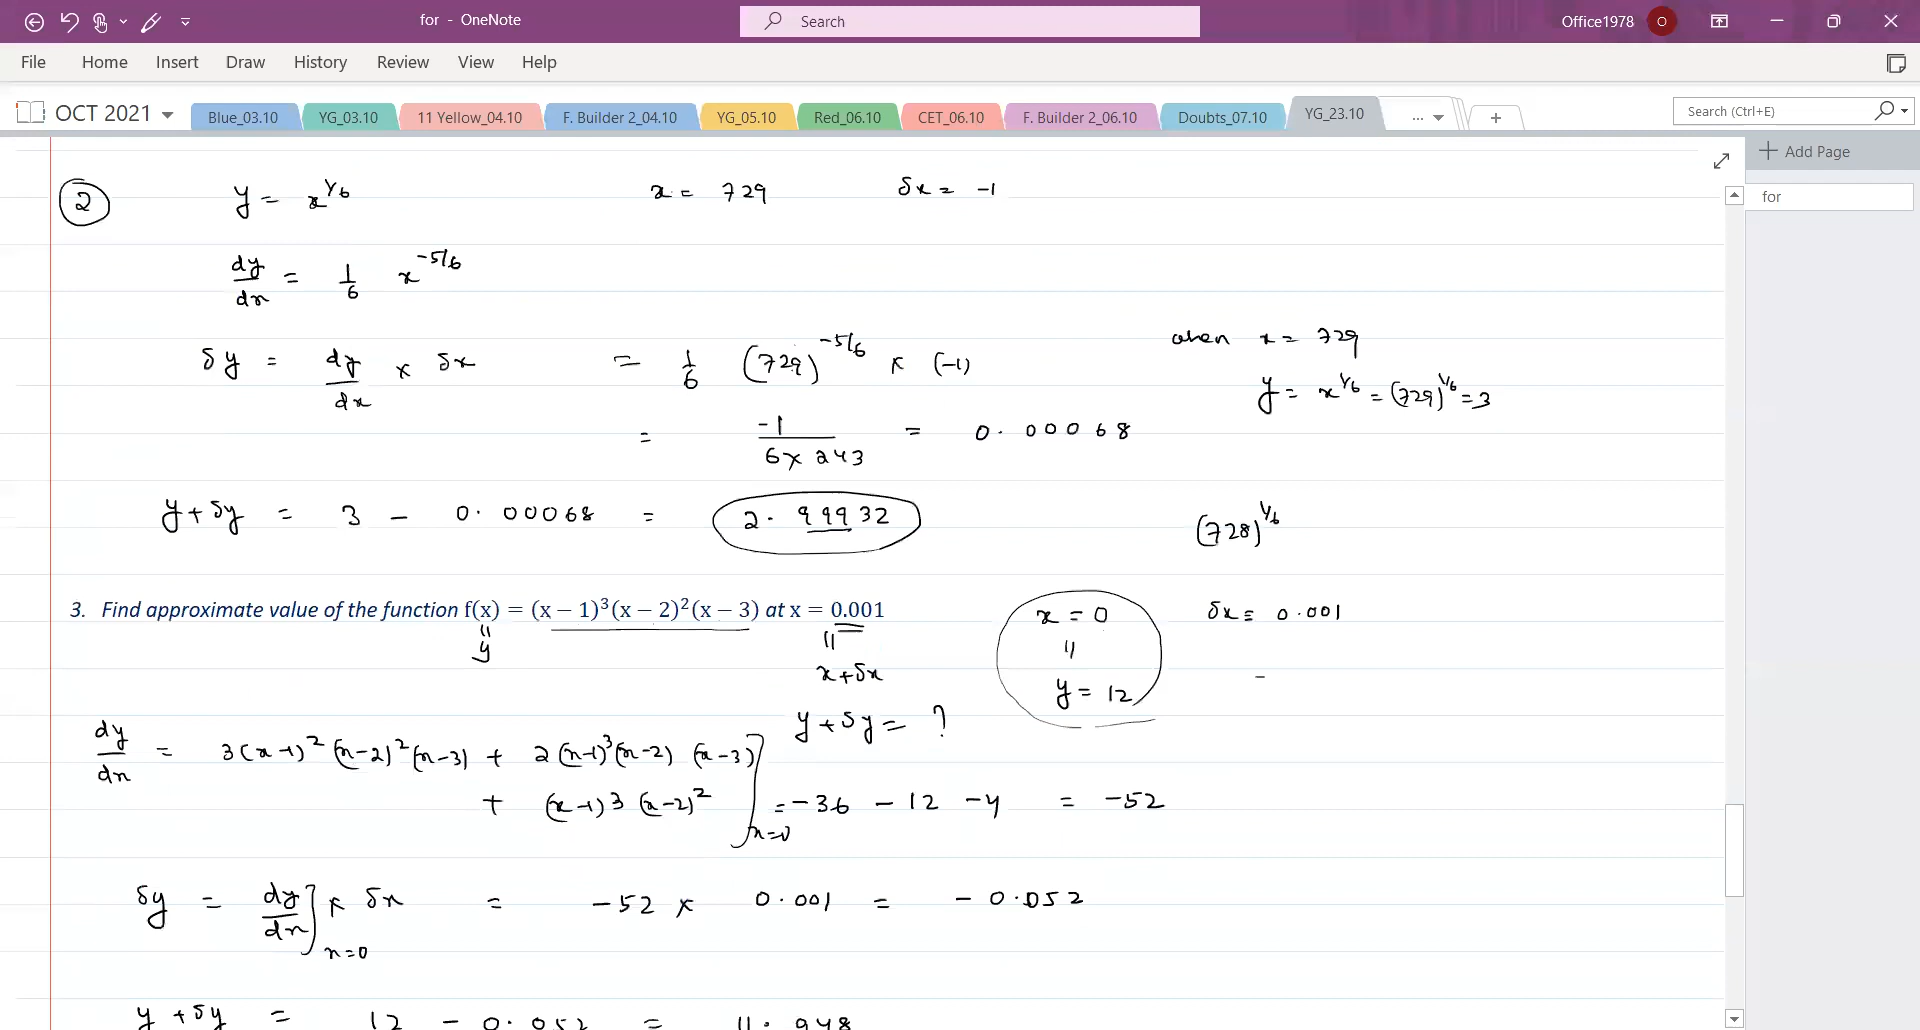 for - OneNote
Search
Office1978
O
File Home Insert Draw History Review View Help
OCT 2021
Blue_03.10 YG_03.10 11 Yellow_04.10 F. Builder 2_04.10 YG_05.10 Red_06.10 CET_06.10 F. Builder 2_06.10 Doubts_07.10 YG_23.10 ... +
Search (Ctrl+E)
Add Page
for
2 y = x^1/6 x = 729 δx = -1
dy/dx = 1/6 x^-5/6
when x = 729
δy = dy/dx × δx = 1/6 (729)^-5/6 × (-1)
y = x^1/6 = (729)^1/6 = 3
= -1/6×243 = 0.00068
y+δy = 3 - 0.00068 = 2.99932
(728)^1/6
3. Find approximate value of the function f(x) = (x − 1)³(x − 2)²(x − 3) at x = 0.001
x = 0 δx = 0.001
"
y
"
x+δx
"
y = 12
y+δy = ?
dy/dx = 3(x-1)²(x-2)²(x-3) + 2(x-1)³(x-2)(x-3)
+ (x-1)3(x-2)²]x=0 = -36 - 12 - 4 = -52
δy = dy/dx]x=0 × δx = -52 × 0.001 = -0.052
y+δy = 12 - 0.052 = 11.948